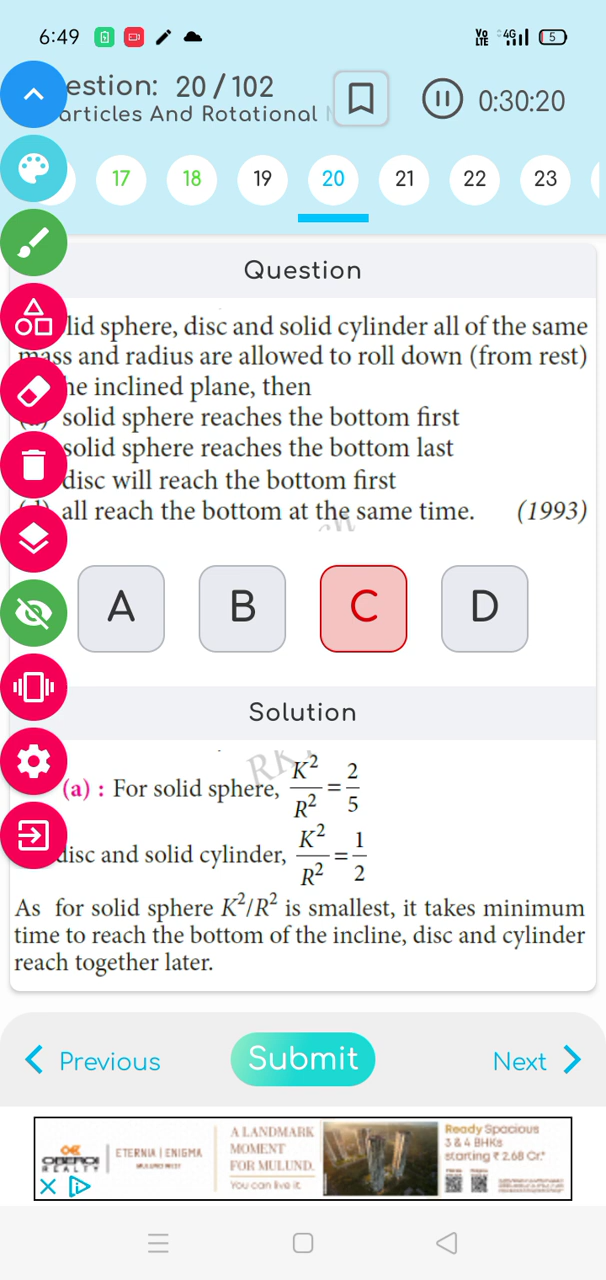 6:49
Vo LTE 4G 5
estion: 20 / 102
articles And Rotational
0:30:20
17 18 19 20 21 22 23
Question
lid sphere, disc and solid cylinder all of the same
mass and radius are allowed to roll down (from rest)
he inclined plane, then
solid sphere reaches the bottom first
solid sphere reaches the bottom last
disc will reach the bottom first
(d) all reach the bottom at the same time. (1993)
A B C D
Solution
(a) : For solid sphere, K²/R² = 2/5
disc and solid cylinder, K²/R² = 1/2
As for solid sphere K²/R² is smallest, it takes minimum
time to reach the bottom of the incline, disc and cylinder
reach together later.
Previous Submit Next
OBEROI REALTY
ETERNIA | ENIGMA
A LANDMARK
MOMENT
FOR MULUND.
You can live it.
Ready Spacious
3 & 4 BHKs
starting ₹ 2.68 Cr.*